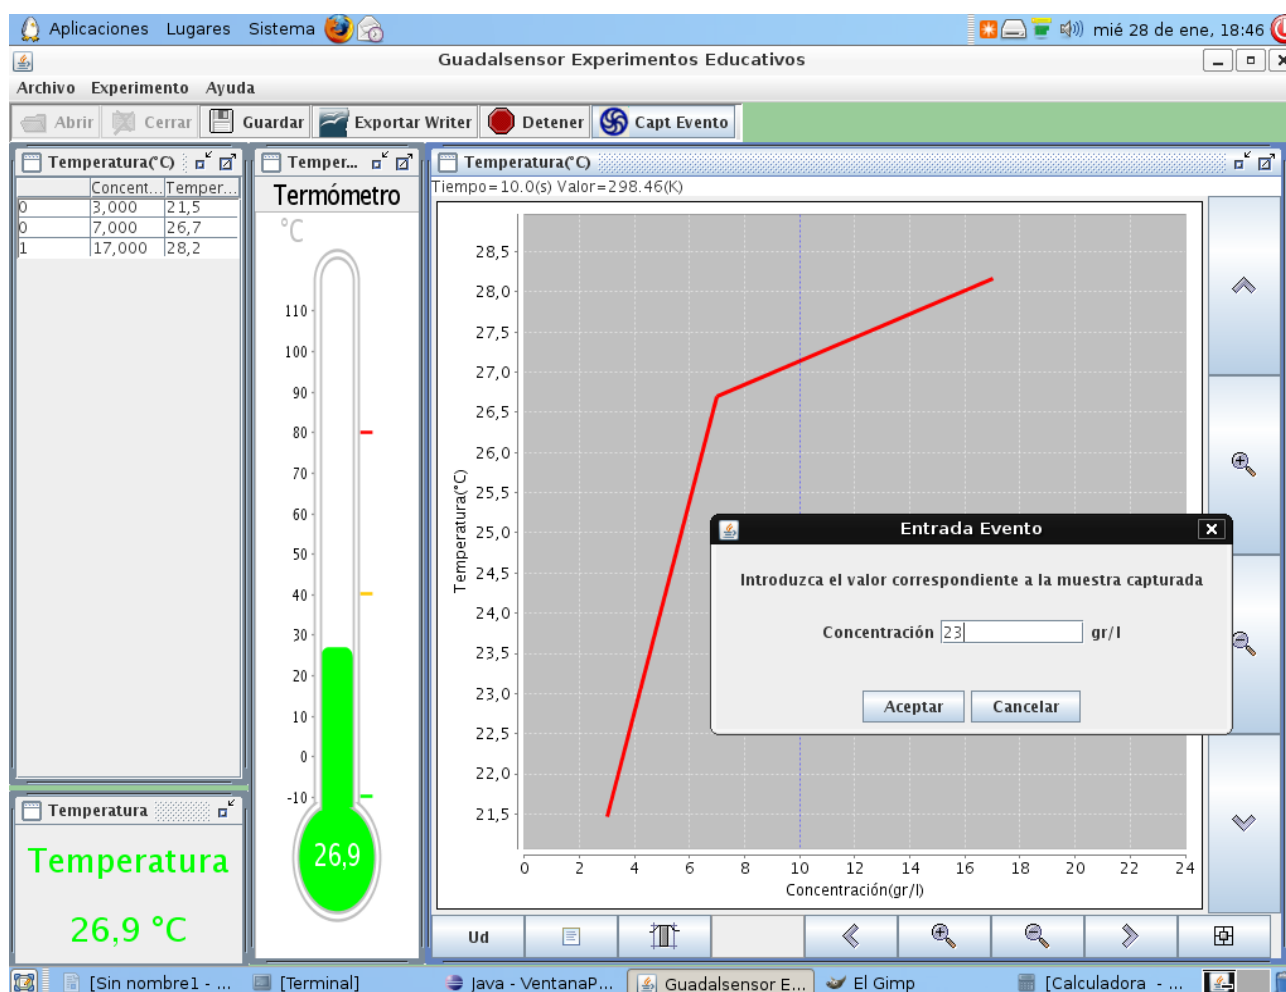 Aplicaciones Lugares Sistema mié 28 de ene, 18:46
Guadalsensor Experimentos Educativos
Archivo Experimento Ayuda
Abrir Cerrar Guardar Exportar Writer Detener Capt Evento
Temperatura(°C)
Concent... Temper...
0 3,000 21,5
0 7,000 26,7
1 17,000 28,2
Temperatura
Temperatura
26,9 °C
Temper...
Termómetro
°C
110
100
90
80
70
60
50
40
30
20
10
0
-10
26,9
Temperatura(°C)
Tiempo=10.0(s) Valor=298.46(K)
28,5
28,0
27,5
27,0
26,5
26,0
25,5
25,0
24,5
24,0
23,5
23,0
22,5
22,0
21,5
Temperatura(°C)
0 2 4 6 8 10 12 14 16 18 20 22 24
Concentración(gr/l)
Entrada Evento
Introduzca el valor correspondiente a la muestra capturada
Concentración 23 gr/l
Aceptar Cancelar
Ud
[Sin nombre1 - ... [Terminal] Java - VentanaP... Guadalsensor E... El Gimp [Calculadora - ...